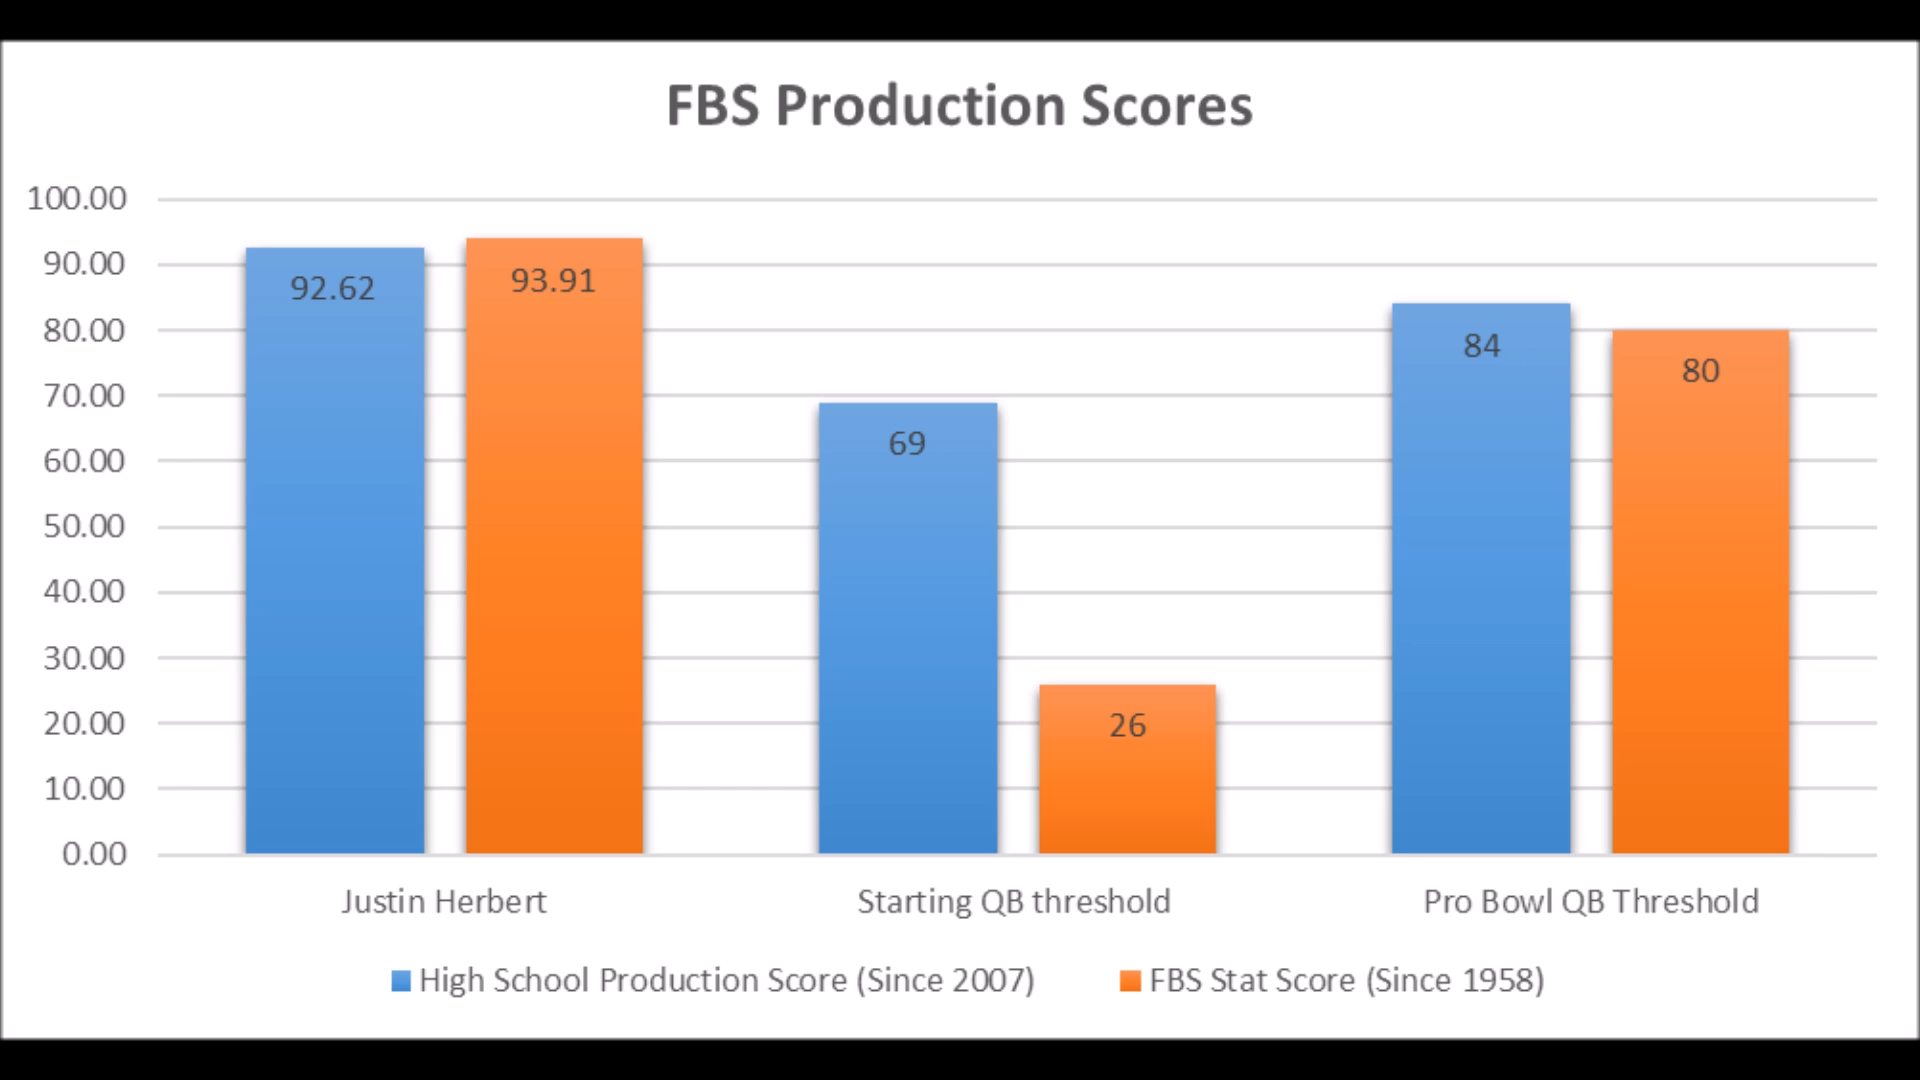 FBS Production Scores
100.00
90.00
80.00
70.00
60.00
50.00
40.00
30.00
20.00
10.00
0.00
92.62
93.91
69
26
84
80
Justin Herbert
Starting QB threshold
Pro Bowl QB Threshold
High School Production Score (Since 2007)
FBS Stat Score (Since 1958)